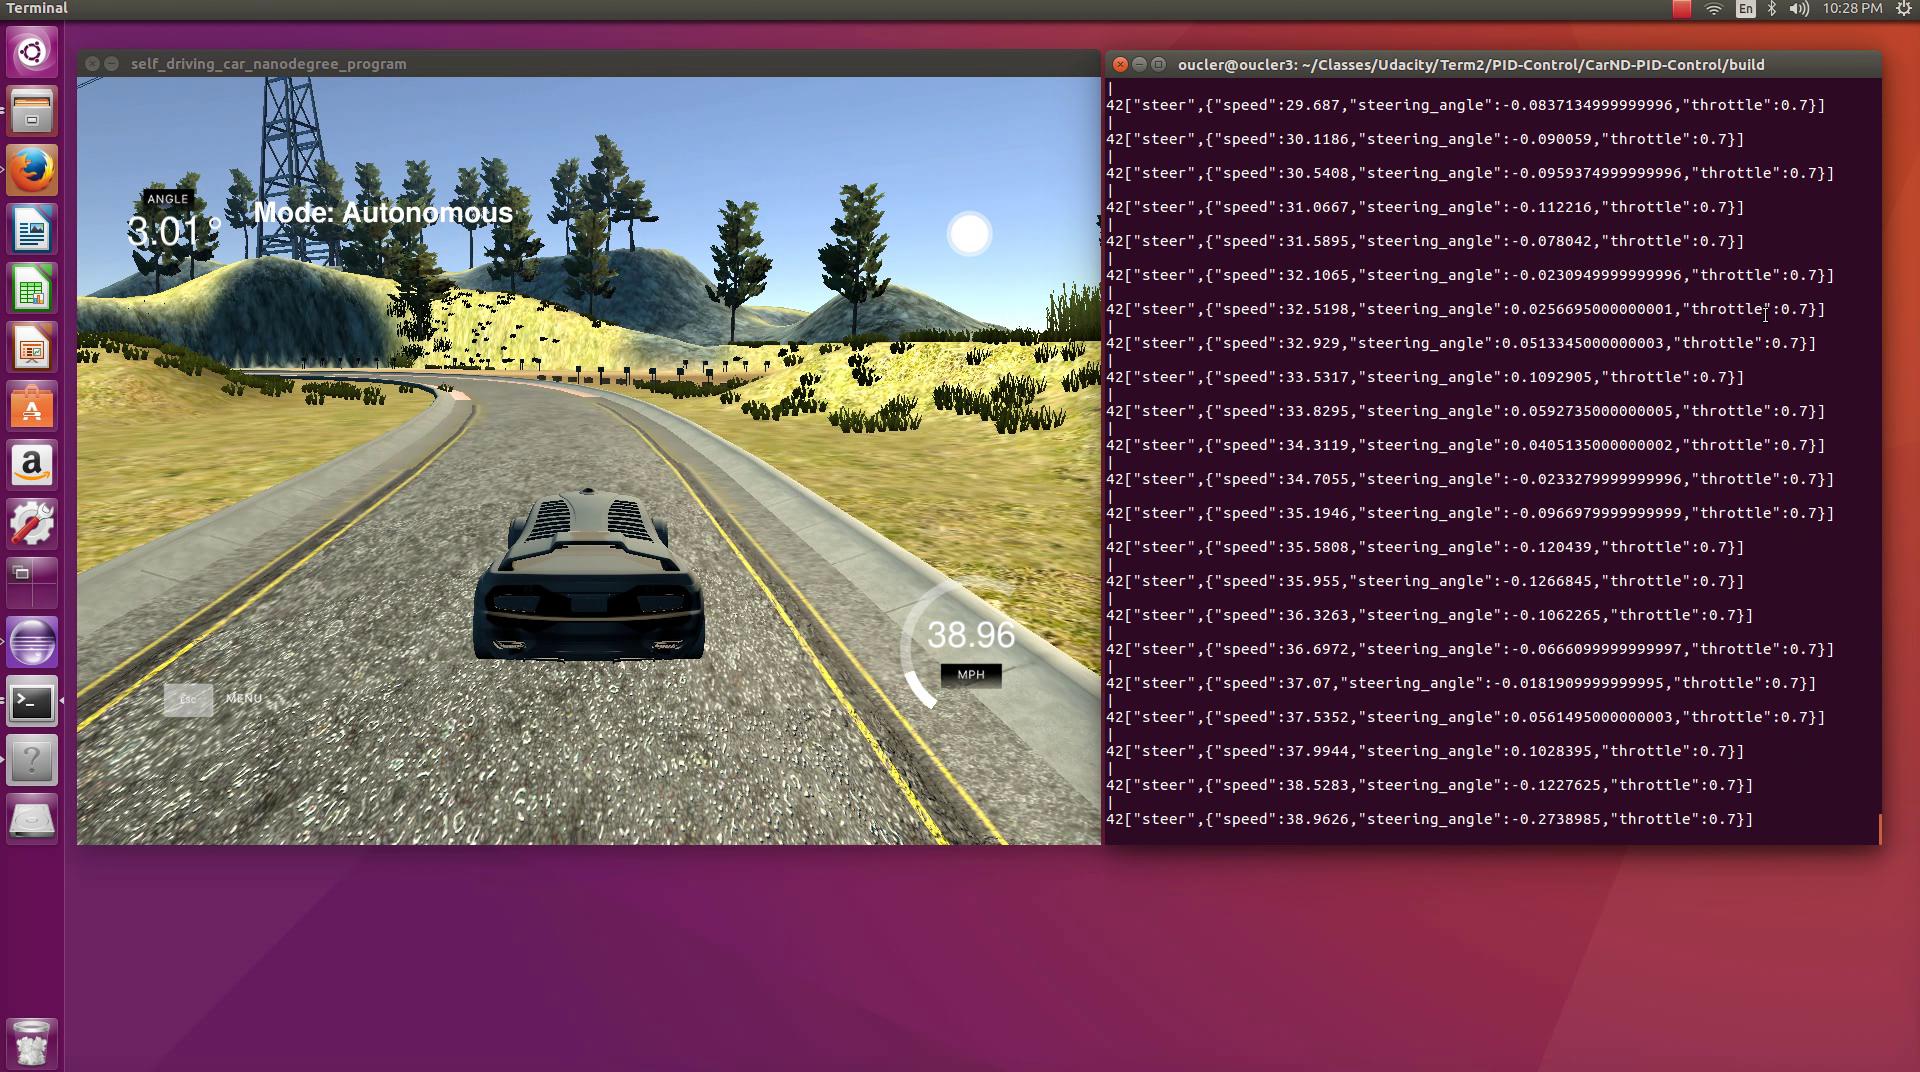 Terminal
En
10:28 PM
self_driving_car_nanodegree_program
ANGLE
3.01°
Mode: Autonomous
38.96
MPH
Esc
MENU
oucler@oucler3: ~/Classes/Udacity/Term2/PID-Control/CarND-PID-Control/build
|
42["steer",{"speed":29.687,"steering_angle":-0.0837134999999996,"throttle":0.7}]
|
42["steer",{"speed":30.1186,"steering_angle":-0.090059,"throttle":0.7}]
|
42["steer",{"speed":30.5408,"steering_angle":-0.0959374999999996,"throttle":0.7}]
|
42["steer",{"speed":31.0667,"steering_angle":-0.112216,"throttle":0.7}]
|
42["steer",{"speed":31.5895,"steering_angle":-0.078042,"throttle":0.7}]
|
42["steer",{"speed":32.1065,"steering_angle":-0.0230949999999996,"throttle":0.7}]
|
42["steer",{"speed":32.5198,"steering_angle":0.0256695000000001,"throttle":0.7}]
|
42["steer",{"speed":32.929,"steering_angle":0.0513345000000003,"throttle":0.7}]
|
42["steer",{"speed":33.5317,"steering_angle":0.1092905,"throttle":0.7}]
|
42["steer",{"speed":33.8295,"steering_angle":0.0592735000000005,"throttle":0.7}]
|
42["steer",{"speed":34.3119,"steering_angle":0.0405135000000002,"throttle":0.7}]
|
42["steer",{"speed":34.7055,"steering_angle":-0.0233279999999996,"throttle":0.7}]
|
42["steer",{"speed":35.1946,"steering_angle":-0.0966979999999999,"throttle":0.7}]
|
42["steer",{"speed":35.5808,"steering_angle":-0.120439,"throttle":0.7}]
|
42["steer",{"speed":35.955,"steering_angle":-0.1266845,"throttle":0.7}]
|
42["steer",{"speed":36.3263,"steering_angle":-0.1062265,"throttle":0.7}]
|
42["steer",{"speed":36.6972,"steering_angle":-0.0666099999999997,"throttle":0.7}]
|
42["steer",{"speed":37.07,"steering_angle":-0.0181909999999995,"throttle":0.7}]
|
42["steer",{"speed":37.5352,"steering_angle":0.0561495000000003,"throttle":0.7}]
|
42["steer",{"speed":37.9944,"steering_angle":0.1028395,"throttle":0.7}]
|
42["steer",{"speed":38.5283,"steering_angle":-0.1227625,"throttle":0.7}]
|
42["steer",{"speed":38.9626,"steering_angle":-0.2738985,"throttle":0.7}]